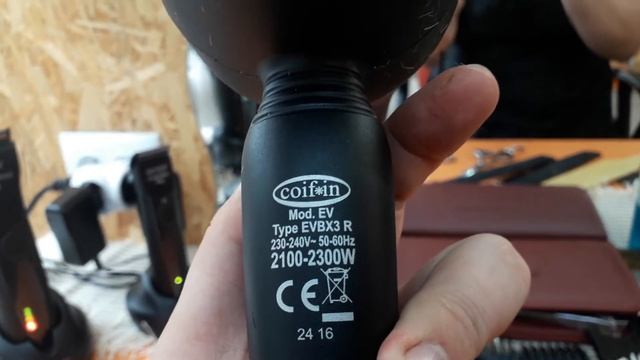 coif*in
Mod. EV
Type EVBX3 R
230-240V~ 50-60Hz
2100-2300W
CE
24 16